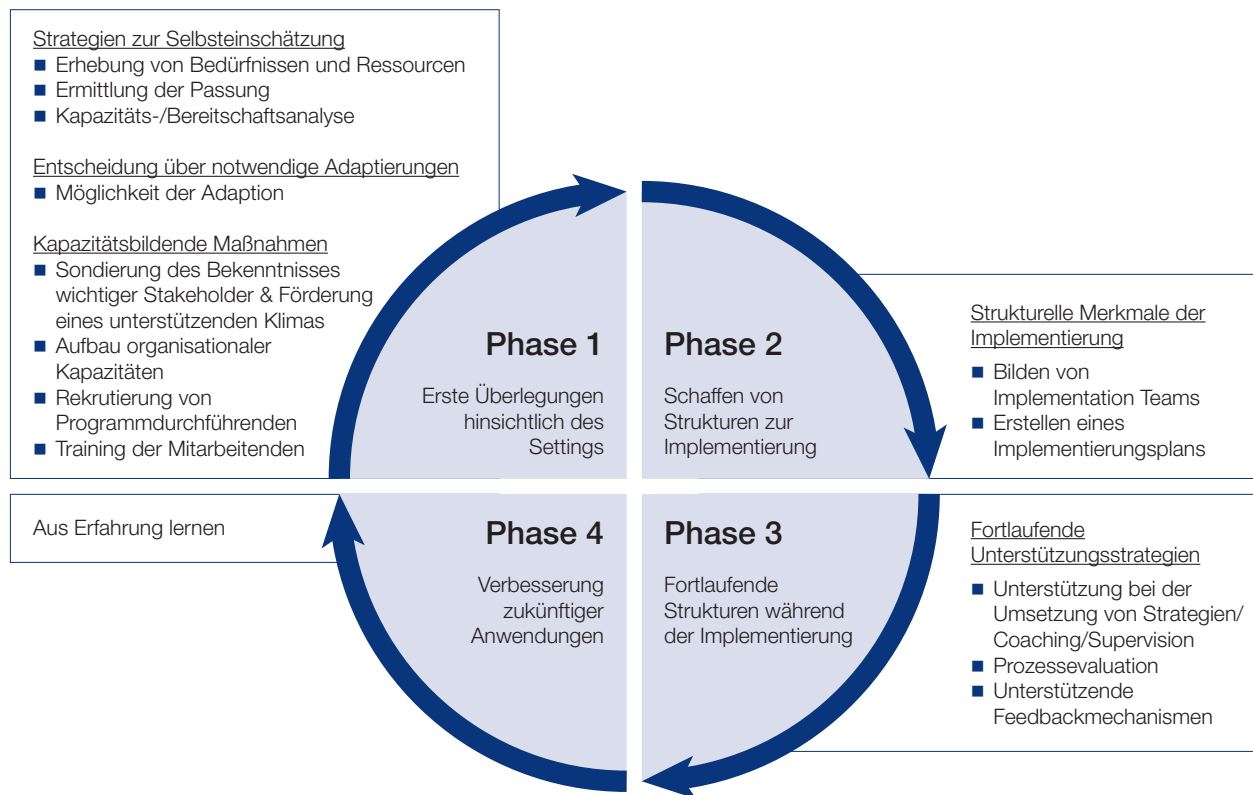 Strategien zur Selbsteinschätzung
Erhebung von Bedürfnissen und Ressourcen
Ermittlung der Passung
Kapazitäts-/Bereitschaftsanalyse
Entscheidung über notwendige Adaptierungen
Möglichkeit der Adaption
Kapazitätsbildende Maßnahmen
Sondierung des Bekenntnisses
wichtiger Stakeholder & Förderung
eines unterstützenden Klimas
Aufbau organisationaler
Kapazitäten
Rekrutierung von
Programmdurchführenden
Training der Mitarbeitenden
Phase 1
Erste Überlegungen
hinsichtlich des
Settings
Phase 2
Schaffen von
Strukturen zur
Implementierung
Strukturelle Merkmale der
Implementierung
Bilden von
Implementation Teams
Erstellen eines
Implementierungsplans
Aus Erfahrung lernen
Phase 4
Verbesserung
zukünftiger
Anwendungen
Phase 3
Fortlaufende
Strukturen während
der Implementierung
Fortlaufende
Unterstützungsstrategien
Unterstützung bei der
Umsetzung von Strategien/
Coaching/Supervision
Prozessevaluation
Unterstützende
Feedbackmechanismen